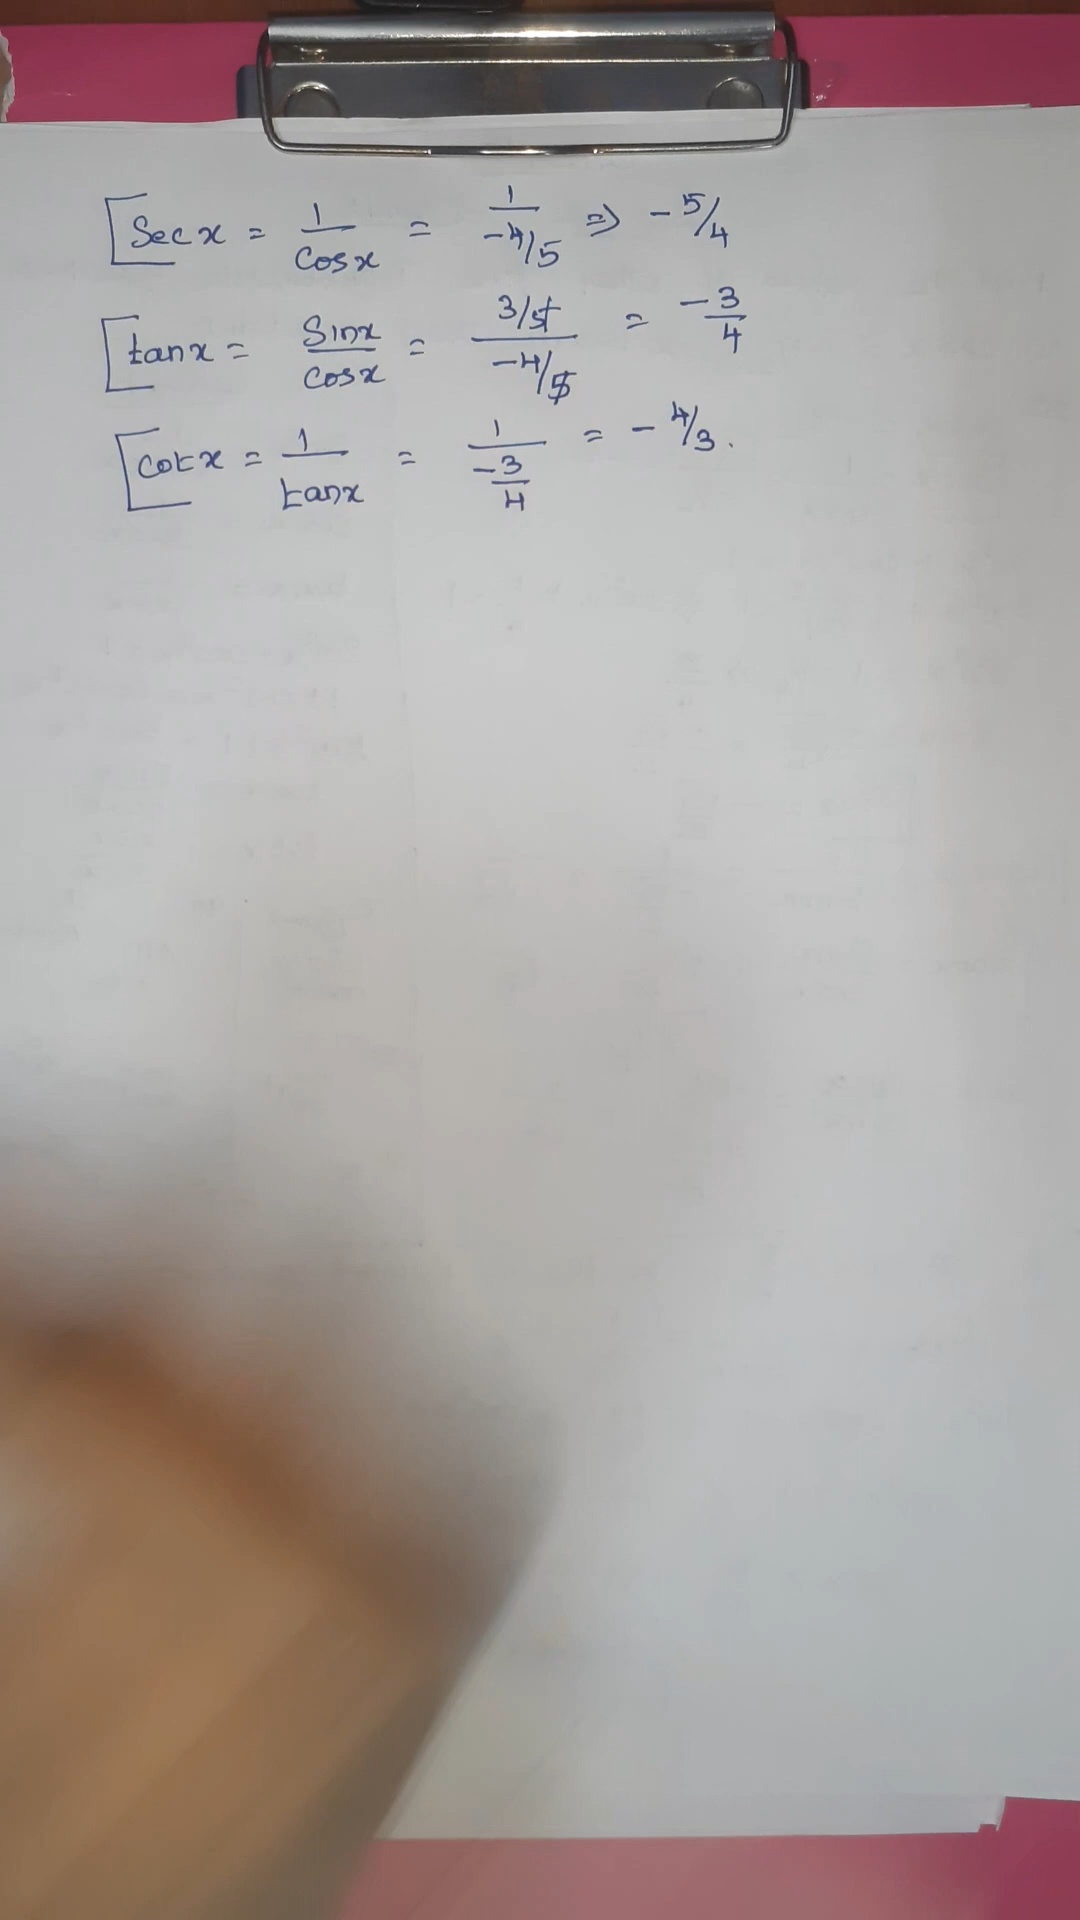 Sec x = 1/cos x = 1/(-4/5) ⇒ -5/4
tan x = Sin x/cos x = (3/5)/(-4/5) = -3/4
cot x = 1/tan x = 1/(-3/4) = -4/3.